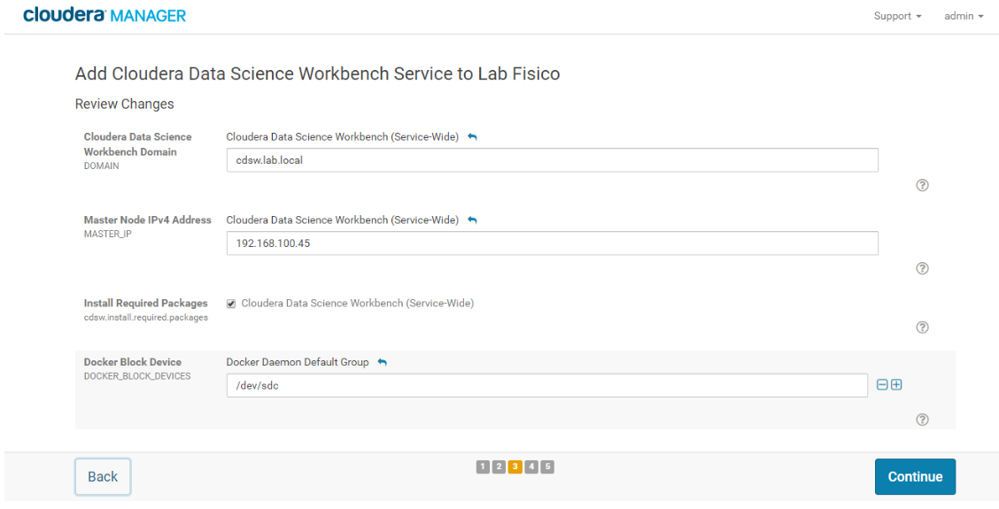 cloudera MANAGER
Support admin
Add Cloudera Data Science Workbench Service to Lab Fisico
Review Changes
Cloudera Data Science Workbench Domain
DOMAIN
Cloudera Data Science Workbench (Service-Wide)
cdsw.lab.local
Master Node IPv4 Address
MASTER_IP
Cloudera Data Science Workbench (Service-Wide)
192.168.100.45
Install Required Packages
cdsw.install.required.packages
Cloudera Data Science Workbench (Service-Wide)
Docker Block Device
DOCKER_BLOCK_DEVICES
Docker Daemon Default Group
/dev/sdc
Back
1 2 3 4 5
Continue